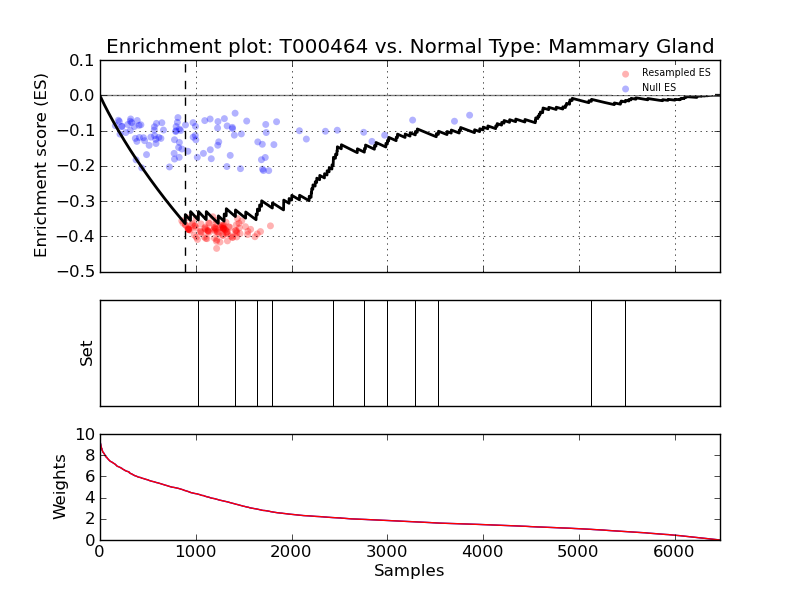 Enrichment plot: T000464 vs. Normal Type: Mammary Gland
Enrichment score (ES)
0.1
0.0
−0.1
−0.2
−0.3
−0.4
−0.5
Resampled ES
Null ES
Set
Weights
10
8
6
4
2
0
0 1000 2000 3000 4000 5000 6000
Samples